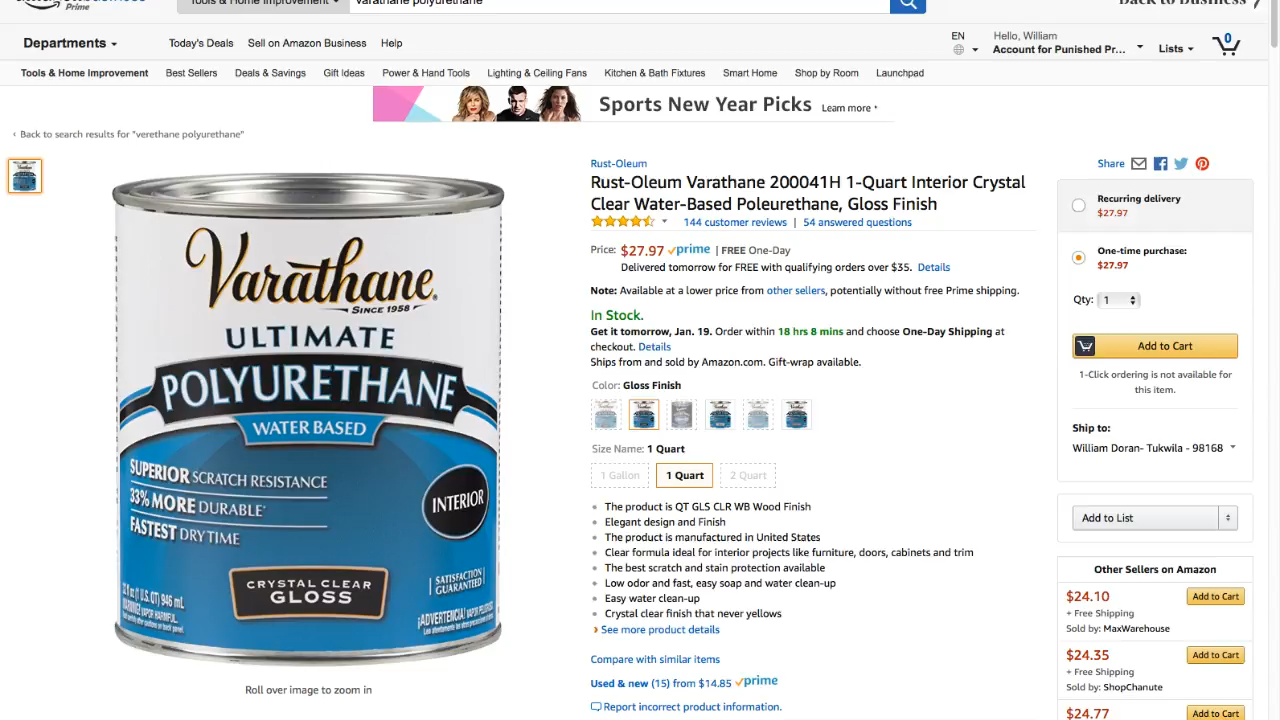 Prime
Tools & Home Improvement
varathane polyurethane
Back to Business
Departments
Today's Deals
Sell on Amazon Business
Help
EN
Hello, William
Account for Punished Pr...
Lists
0
Tools & Home Improvement
Best Sellers
Deals & Savings
Gift Ideas
Power & Hand Tools
Lighting & Ceiling Fans
Kitchen & Bath Fixtures
Smart Home
Shop by Room
Launchpad
Sports New Year Picks Learn more
‹ Back to search results for "verethane polyurethane"
Varathane®
SINCE 1958
ULTIMATE
POLYURETHANE
WATER BASED
SUPERIOR SCRATCH RESISTANCE
33% MORE DURABLE*
FASTEST DRY TIME
INTERIOR
CRYSTAL CLEAR
GLOSS
SATISFACTION
GUARANTEED
(1 U.S. QT) 946 mL
Roll over image to zoom in
Rust-Oleum
Rust-Oleum Varathane 200041H 1-Quart Interior Crystal
Clear Water-Based Poleurethane, Gloss Finish
144 customer reviews | 54 answered questions
Price: $27.97 prime | FREE One-Day
Delivered tomorrow for FREE with qualifying orders over $35. Details
Note: Available at a lower price from other sellers, potentially without free Prime shipping.
In Stock.
Get it tomorrow, Jan. 19. Order within 18 hrs 8 mins and choose One-Day Shipping at
checkout. Details
Ships from and sold by Amazon.com. Gift-wrap available.
Color: Gloss Finish
Size Name: 1 Quart
1 Gallon
1 Quart
2 Quart
The product is QT GLS CLR WB Wood Finish
Elegant design and Finish
The product is manufactured in United States
Clear formula ideal for interior projects like furniture, doors, cabinets and trim
The best scratch and stain protection available
Low odor and fast, easy soap and water clean-up
Easy water clean-up
Crystal clear finish that never yellows
› See more product details
Compare with similar items
Used & new (15) from $14.85 prime
Report incorrect product information.
Share
Recurring delivery
$27.97
One-time purchase:
$27.97
Qty: 1
Add to Cart
1-Click ordering is not available for
this item.
Ship to:
William Doran- Tukwila - 98168
Add to List
Other Sellers on Amazon
$24.10
Add to Cart
+ Free Shipping
Sold by: MaxWarehouse
$24.35
Add to Cart
+ Free Shipping
Sold by: ShopChanute
$24.77
Add to Cart